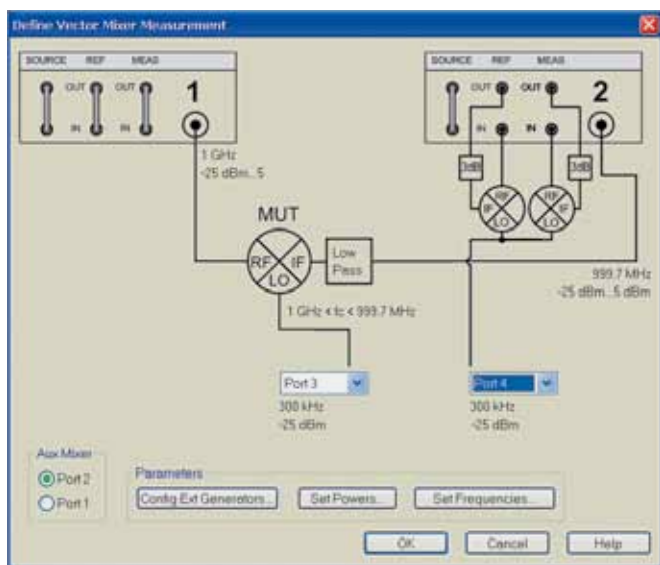 Define Vector Mixer Measurement
SOURCE REF MEAS
OUT OUT
1
IN IN
SOURCE REF MEAS
OUT OUT
2
IN IN
1 GHz
-25 dBm...5
3dB
3dB
RF
IF
LO
RF
IF
LO
MUT
RF
IF
LO
Low
Pass
999.7 MHz
-25 dBm...5 dBm
1 GHz < fc < 999.7 MHz
Port 3
300 kHz
-25 dBm
Port 4
300 kHz
-25 dBm
Aux Mixer
Port 2
Port 1
Parameters
Config Ext Generators...
Set Powers...
Set Frequencies...
OK
Cancel
Help